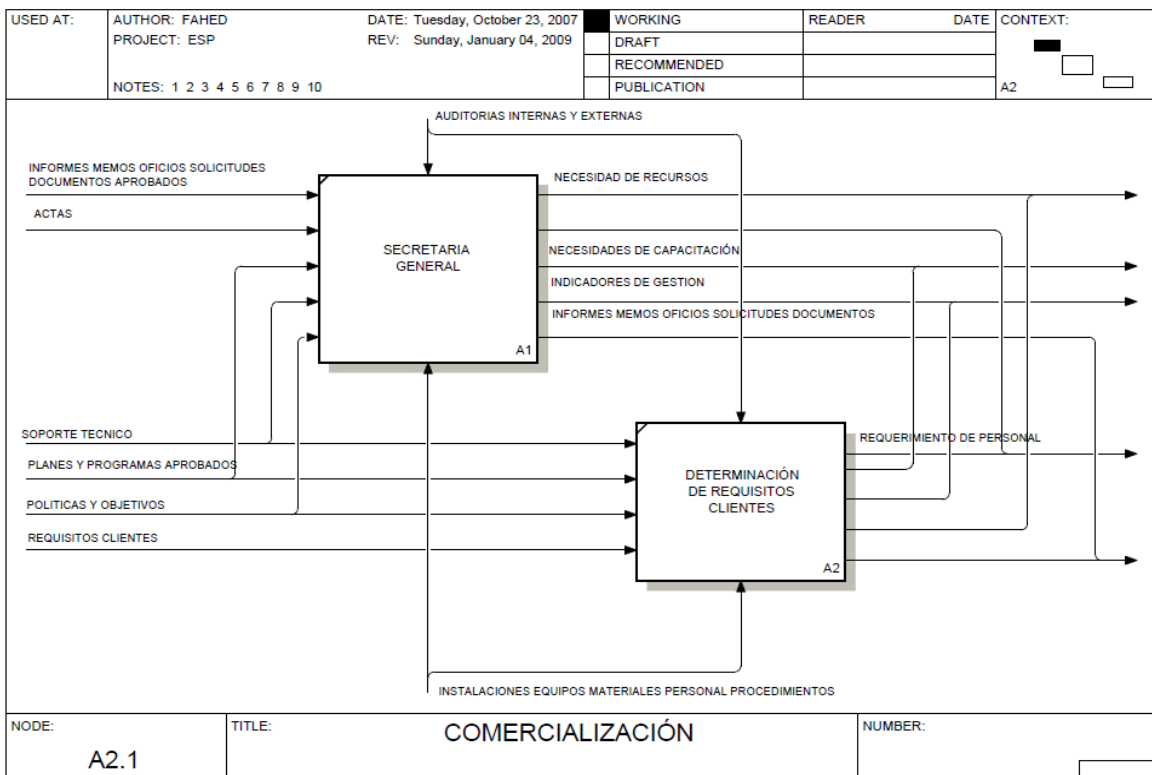 USED AT:
AUTHOR: FAHED
DATE: Tuesday, October 23, 2007
PROJECT: ESP
REV: Sunday, January 04, 2009
NOTES: 1 2 3 4 5 6 7 8 9 10
WORKING
DRAFT
RECOMMENDED
PUBLICATION
READER
DATE
CONTEXT:
A2
AUDITORIAS INTERNAS Y EXTERNAS
INFORMES MEMOS OFICIOS SOLICITUDES
DOCUMENTOS APROBADOS
ACTAS
SECRETARIA
GENERAL
A1
NECESIDAD DE RECURSOS
NECESIDADES DE CAPACITACIÓN
INDICADORES DE GESTION
INFORMES MEMOS OFICIOS SOLICITUDES DOCUMENTOS
SOPORTE TECNICO
PLANES Y PROGRAMAS APROBADOS
POLITICAS Y OBJETIVOS
REQUISITOS CLIENTES
DETERMINACIÓN
DE REQUISITOS
CLIENTES
A2
REQUERIMIENTO DE PERSONAL
INSTALACIONES EQUIPOS MATERIALES PERSONAL PROCEDIMIENTOS
NODE:
A2.1
TITLE:
COMERCIALIZACIÓN
NUMBER: